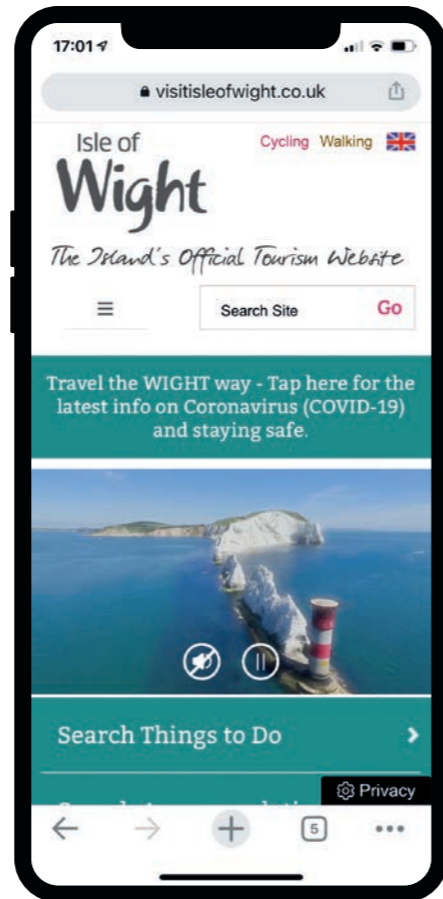 17:01
visitisleofwight.co.uk
Isle of
Wight
Cycling Walking
The Island's Official Tourism Website
Search Site Go
Travel the WIGHT way - Tap here for the
latest info on Coronavirus (COVID-19)
and staying safe.
Search Things to Do
Privacy
5